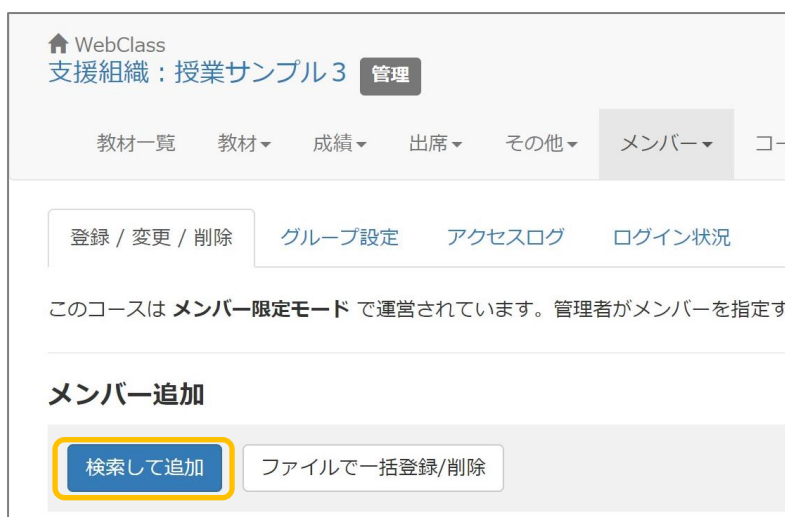 WebClass
支援組織：授業サンプル３ 管理
教材一覧 教材 成績 出席 その他 メンバー コー
登録 / 変更 / 削除 グループ設定 アクセスログ ログイン状況
このコースは メンバー限定モード で運営されています。管理者がメンバーを指定す
メンバー追加
検索して追加 ファイルで一括登録/削除